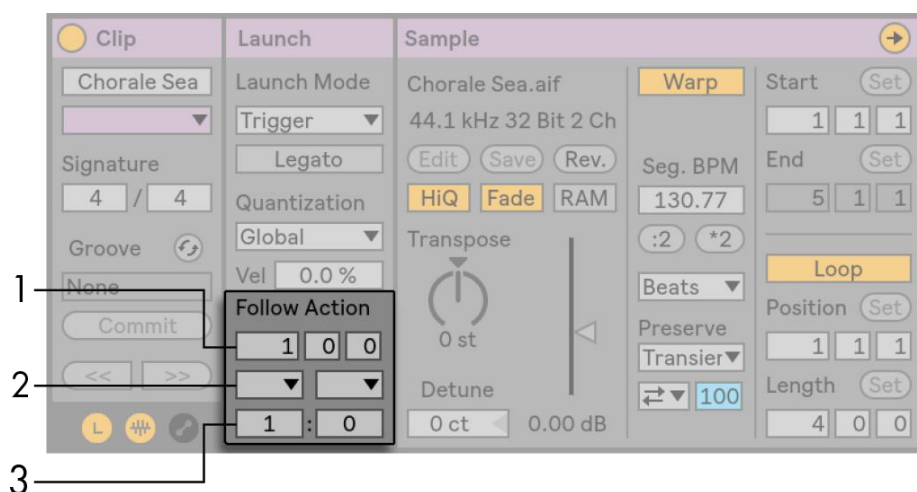 Clip
Chorale Sea
Signature
4 / 4
Groove
None
Commit
<< >>
L
Launch
Launch Mode
Trigger
Legato
Quantization
Global
Vel 0.0 %
Follow Action
1 0 0
1 : 0
1
2
3
Sample
Chorale Sea.aif
44.1 kHz 32 Bit 2 Ch
Edit Save Rev.
HiQ Fade RAM
Transpose
0 st
Detune
0 ct 0.00 dB
Warp
Seg. BPM
130.77
:2 *2
Beats
Preserve
Transier
100
Start Set
1 1 1
End Set
5 1 1
Loop
Position Set
1 1 1
Length Set
4 0 0